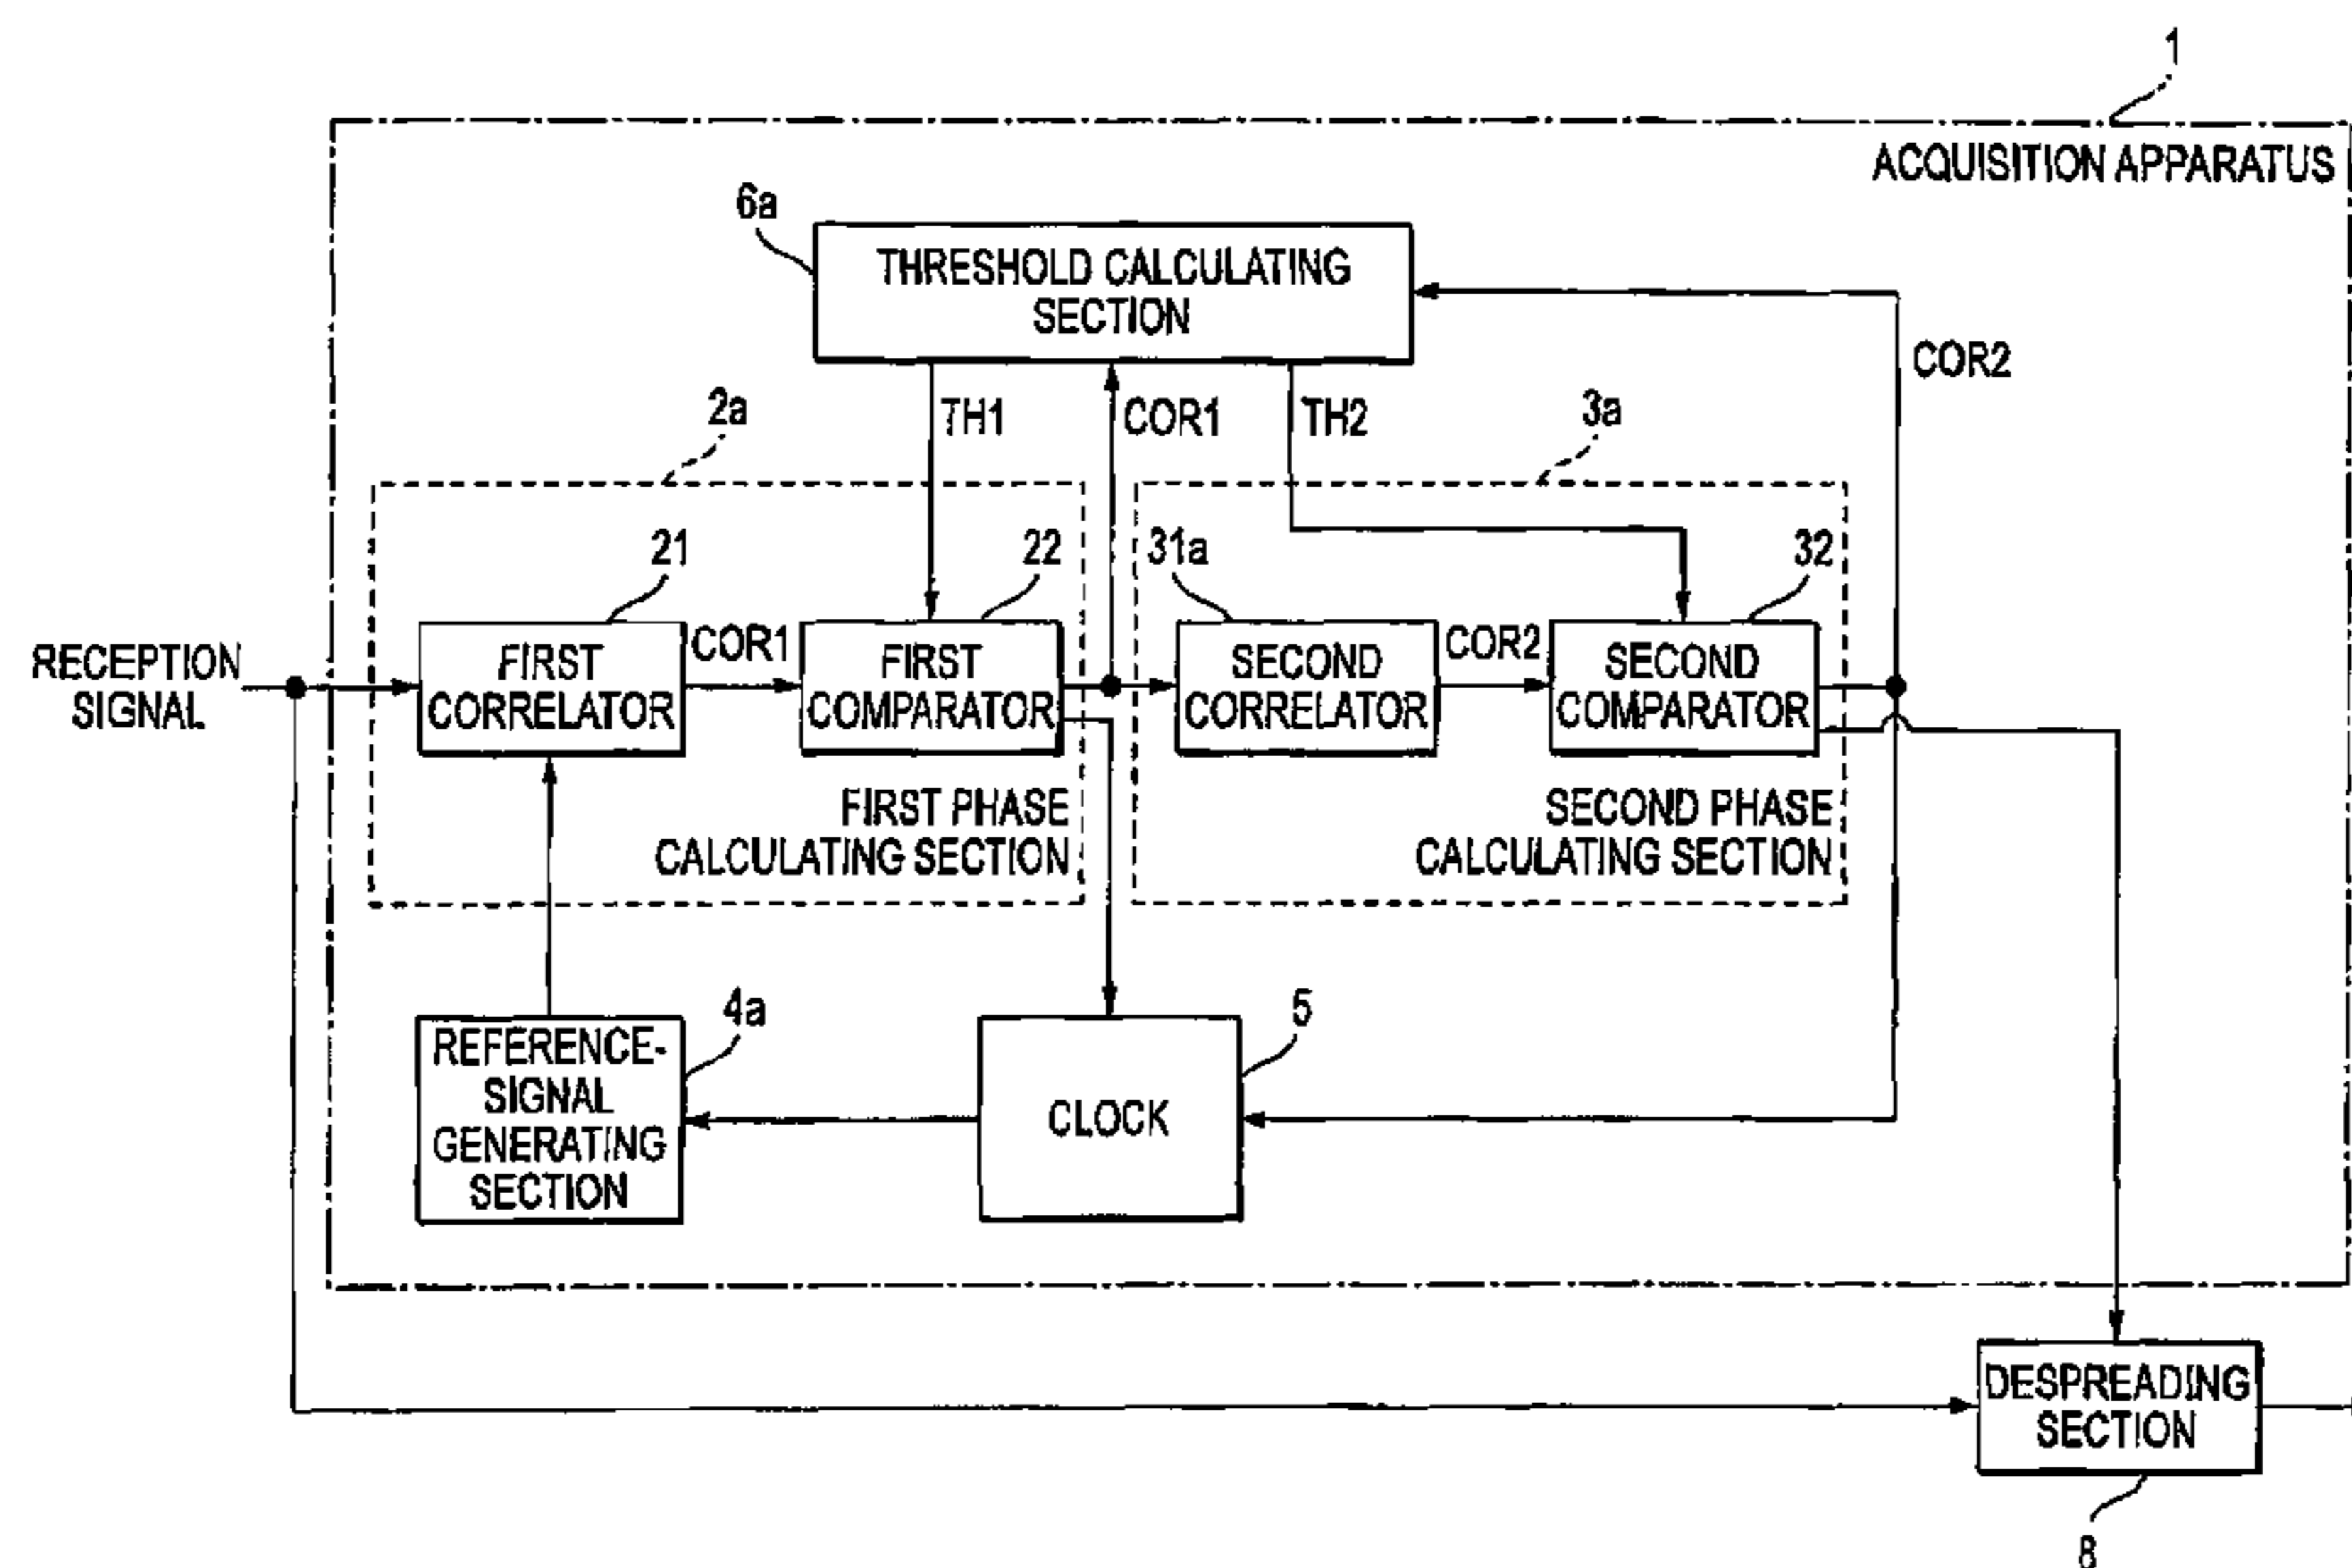 1
ACQUISITION APPARATUS
6a
THRESHOLD CALCULATING
SECTION
COR2
2a
TH1
COR1
TH2
3a
21
22
31a
32
RECEPTION
SIGNAL
FIRST
CORRELATOR
COR1
FIRST
COMPARATOR
SECOND
CORRELATOR
COR2
SECOND
COMPARATOR
FIRST PHASE
CALCULATING SECTION
SECOND PHASE
CALCULATING SECTION
4a
5
REFERENCE-
SIGNAL
GENERATING
SECTION
CLOCK
DESPREADING
SECTION
8